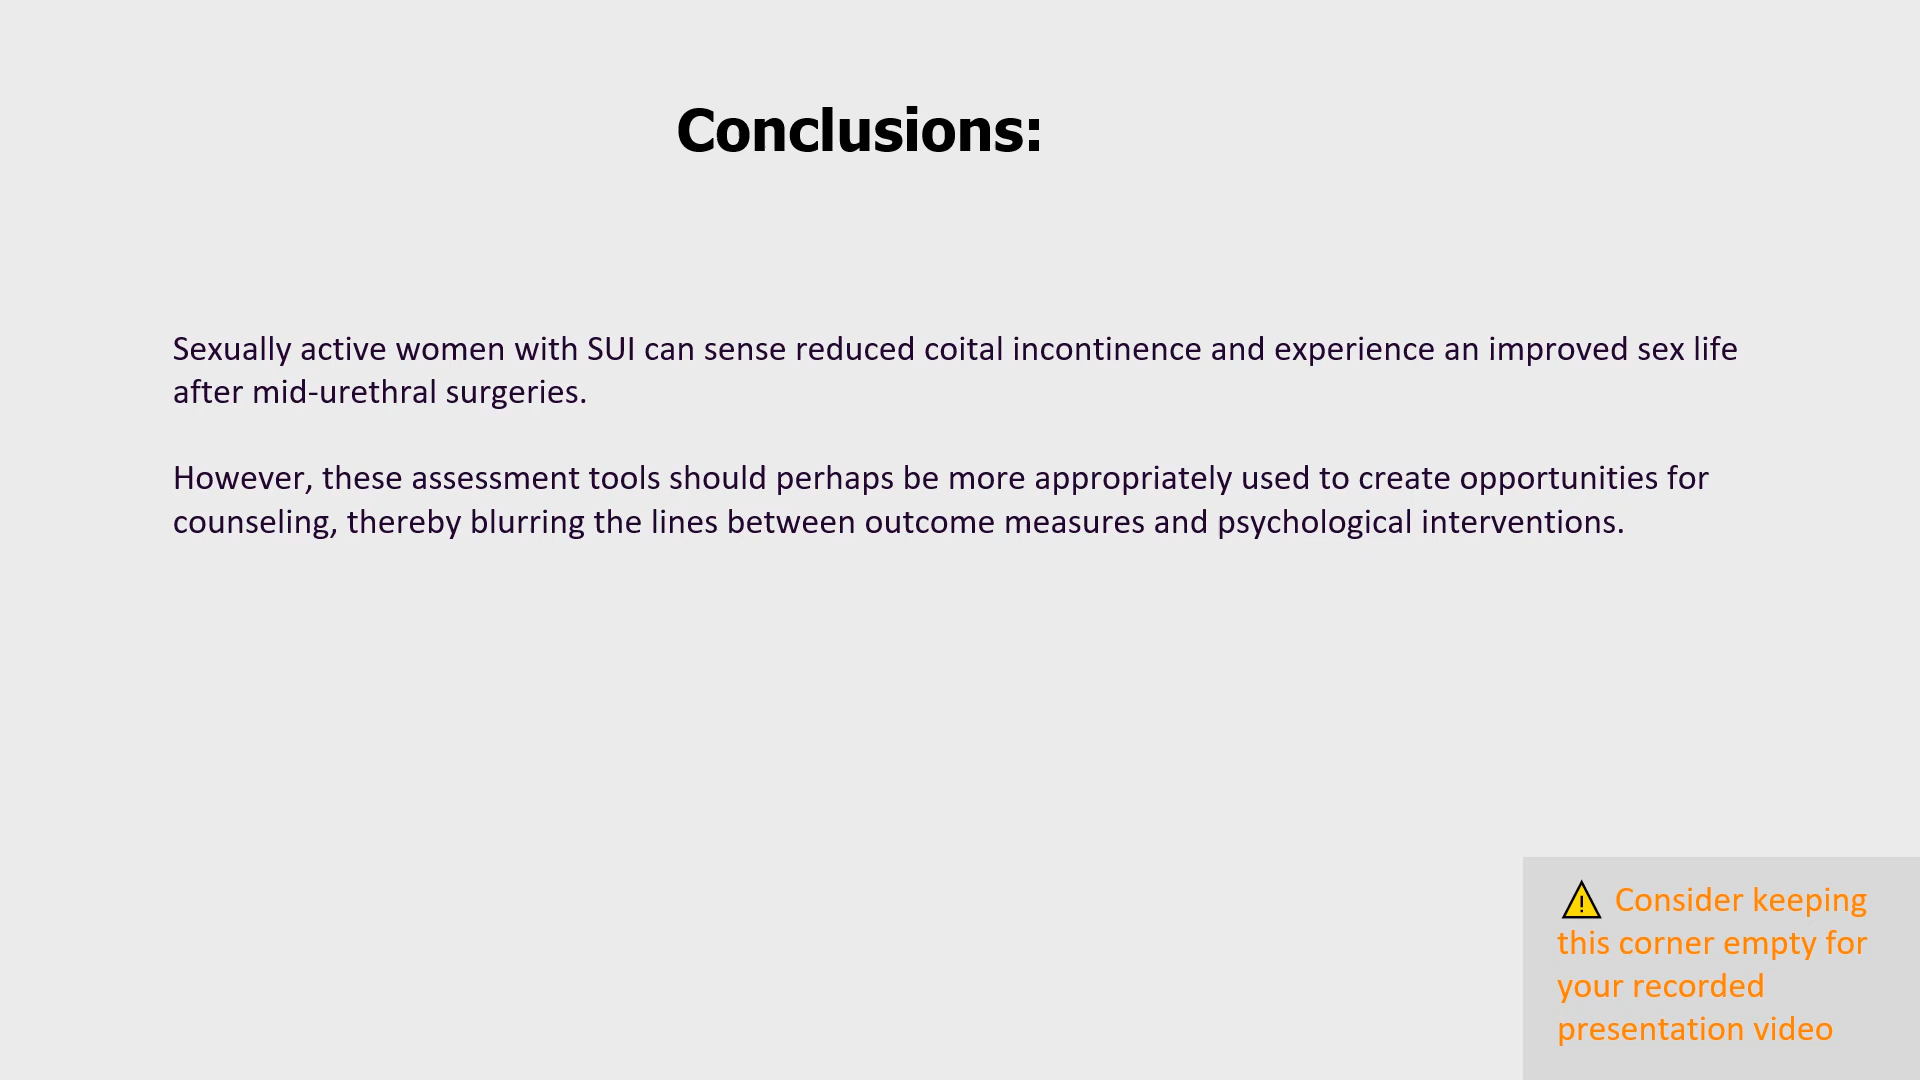 Conclusions:
Sexually active women with SUI can sense reduced coital incontinence and experience an improved sex life
after mid-urethral surgeries.
However, these assessment tools should perhaps be more appropriately used to create opportunities for
counseling, thereby blurring the lines between outcome measures and psychological interventions.
⚠ Consider keeping
this corner empty for
your recorded
presentation video